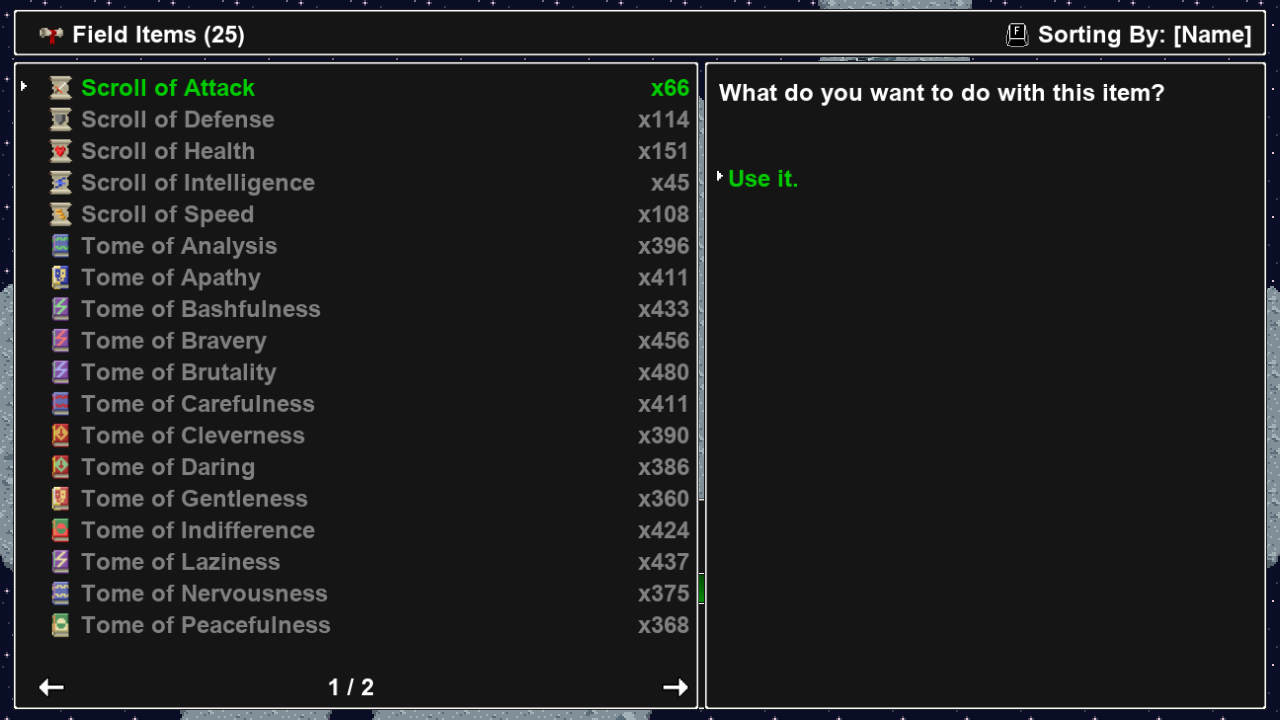 Field Items (25)
F Sorting By: [Name]
Scroll of Attack x66
Scroll of Defense x114
Scroll of Health x151
Scroll of Intelligence x45
Scroll of Speed x108
Tome of Analysis x396
Tome of Apathy x411
Tome of Bashfulness x433
Tome of Bravery x456
Tome of Brutality x480
Tome of Carefulness x411
Tome of Cleverness x390
Tome of Daring x386
Tome of Gentleness x360
Tome of Indifference x424
Tome of Laziness x437
Tome of Nervousness x375
Tome of Peacefulness x368
1 / 2
What do you want to do with this item?
Use it.